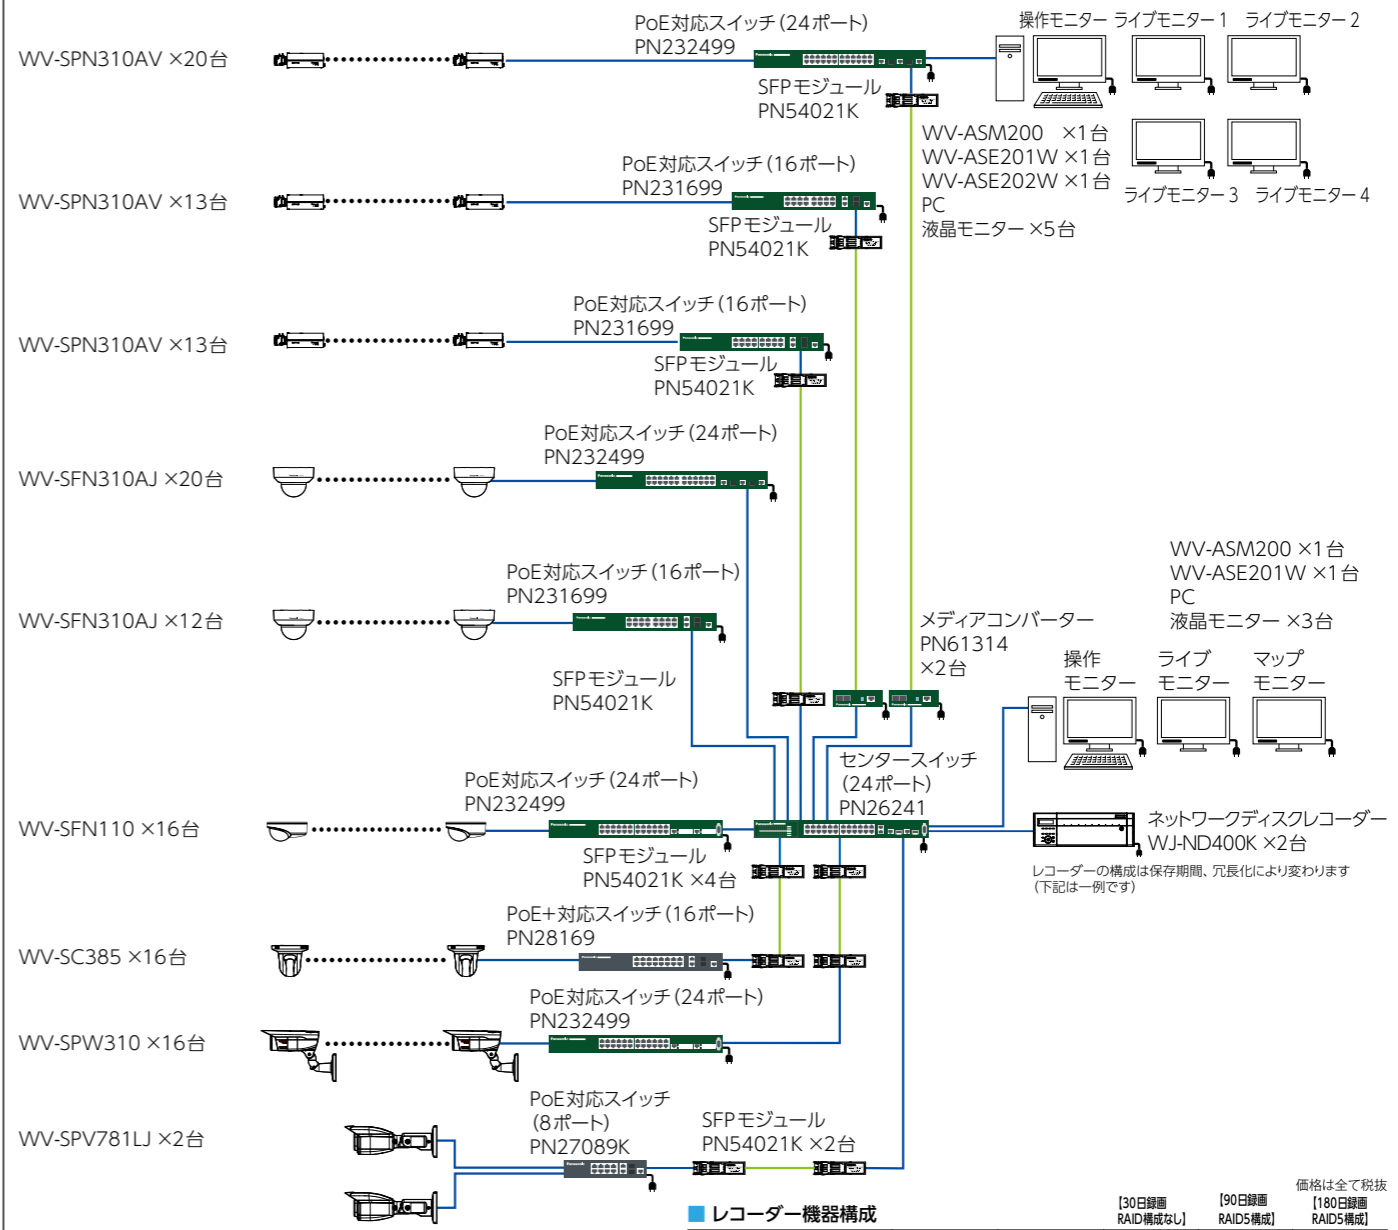 PoE対応スイッチ（24ポート）
PN232499
操作モニター
ライブモニター1
ライブモニター2
WV-SPN310AV ×20台
SFPモジュール
PN54021K
WV-ASM200 ×1台
WV-ASE201W ×1台
WV-ASE202W ×1台
PC
液晶モニター ×5台
ライブモニター3
ライブモニター4
PoE対応スイッチ（16ポート）
PN231699
WV-SPN310AV ×13台
SFPモジュール
PN54021K
PoE対応スイッチ（16ポート）
PN231699
WV-SPN310AV ×13台
SFPモジュール
PN54021K
PoE対応スイッチ（24ポート）
PN232499
WV-SFN310AJ ×20台
PoE対応スイッチ（16ポート）
PN231699
WV-SFN310AJ ×12台
SFPモジュール
PN54021K
メディアコンバーター
PN61314
×2台
WV-ASM200 ×1台
WV-ASE201W ×1台
PC
液晶モニター ×3台
操作
モニター
ライブ
モニター
マップ
モニター
PoE対応スイッチ（24ポート）
PN232499
センタースイッチ
（24ポート）
PN26241
WV-SFN110 ×16台
SFPモジュール
PN54021K ×4台
ネットワークディスクレコーダー
WJ-ND400K ×2台
レコーダーの構成は保存期間、冗長化により変わります
（下記は一例です）
PoE+対応スイッチ（16ポート）
PN28169
WV-SC385 ×16台
PoE対応スイッチ（24ポート）
PN232499
WV-SPW310 ×16台
PoE対応スイッチ
（8ポート）
PN27089K
WV-SPV781LJ ×2台
SFPモジュール
PN54021K ×2台
価格は全て税抜
■ レコーダー機器構成
【30日録画
RAID構成なし】
【90日録画
RAID5構成】
【180日録画
RAID5構成】